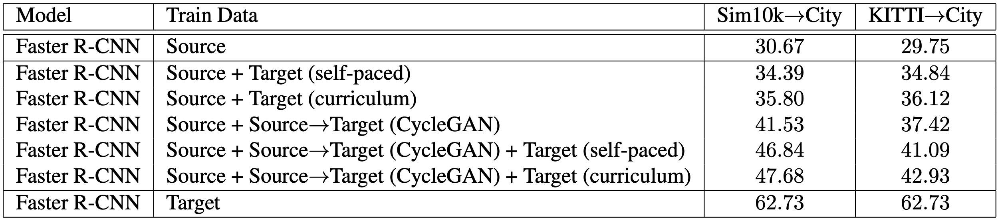 Model Train Data Sim10k→City KITTI→City
Faster R-CNN Source 30.67 29.75
Faster R-CNN Source + Target (self-paced) 34.39 34.84
Faster R-CNN Source + Target (curriculum) 35.80 36.12
Faster R-CNN Source + Source→Target (CycleGAN) 41.53 37.42
Faster R-CNN Source + Source→Target (CycleGAN) + Target (self-paced) 46.84 41.09
Faster R-CNN Source + Source→Target (CycleGAN) + Target (curriculum) 47.68 42.93
Faster R-CNN Target 62.73 62.73